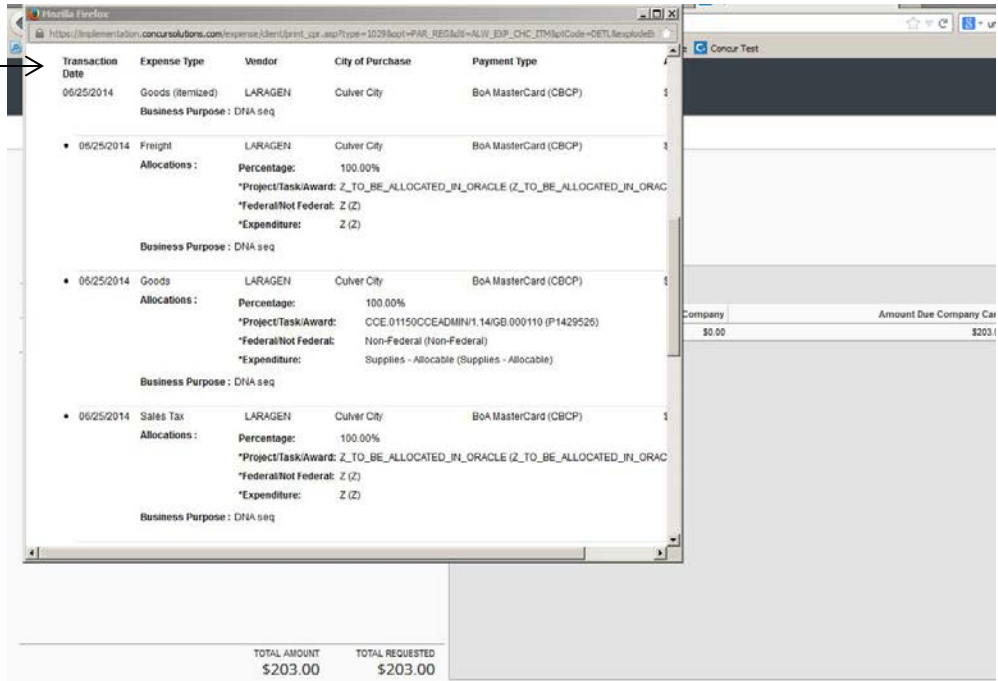 Mozilla Firefox
https://implementation.concursolutions.com/expense/client/print_cpr.asp?type=1029&opt=PAR_REG&dtl=ALW_EXP_CHC_ITM&ptCode=DETL&explodeB
Concur Test
Transaction Date Expense Type Vendor City of Purchase Payment Type A
06/25/2014 Goods (itemized) LARAGEN Culver City BoA MasterCard (CBCP) $
Business Purpose : DNA seq
• 06/25/2014 Freight LARAGEN Culver City BoA MasterCard (CBCP) $
Allocations : Percentage: 100.00%
*Project/Task/Award: Z_TO_BE_ALLOCATED_IN_ORACLE (Z_TO_BE_ALLOCATED_IN_ORAC
*Federal/Not Federal: Z (Z)
*Expenditure: Z (Z)
Business Purpose : DNA seq
• 06/25/2014 Goods LARAGEN Culver City BoA MasterCard (CBCP) $
Allocations : Percentage: 100.00%
*Project/Task/Award: CCE.01150CCEADMIN/1.14/GB.000110 (P1429526)
*Federal/Not Federal: Non-Federal (Non-Federal)
*Expenditure: Supplies - Allocable (Supplies - Allocable)
Business Purpose : DNA seq
• 06/25/2014 Sales Tax LARAGEN Culver City BoA MasterCard (CBCP) $
Allocations : Percentage: 100.00%
*Project/Task/Award: Z_TO_BE_ALLOCATED_IN_ORACLE (Z_TO_BE_ALLOCATED_IN_ORAC
*Federal/Not Federal: Z (Z)
*Expenditure: Z (Z)
Business Purpose : DNA seq
Company Amount Due Company Car
$0.00 $203.0
TOTAL AMOUNT TOTAL REQUESTED
$203.00 $203.00